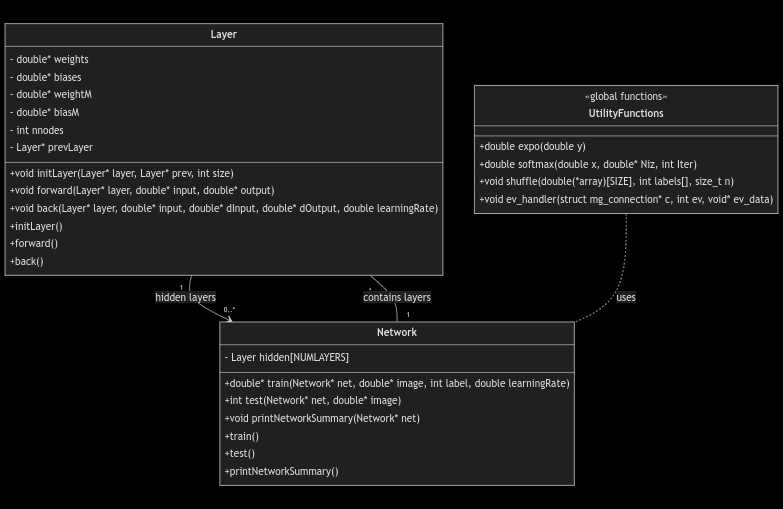 Layer
- double* weights
- double* biases
- double* weightM
- double* biasM
- int nnodes
- Layer* prevLayer
+void initLayer(Layer* layer, Layer* prev, int size)
+void forward(Layer* layer, double* input, double* output)
+void back(Layer* layer, double* input, double* dInput, double* dOutput, double learningRate)
+initLayer()
+forward()
+back()
«global functions»
UtilityFunctions
+double expo(double y)
+double softmax(double x, double* Niz, int Iter)
+void shuffle(double(*array)[SIZE], int labels[], size_t n)
+void ev_handler(struct mg_connection* c, int ev, void* ev_data)
1
hidden layers
0..*
*
contains layers
1
uses
Network
- Layer hidden[NUMLAYERS]
+double* train(Network* net, double* image, int label, double learningRate)
+int test(Network* net, double* image)
+void printNetworkSummary(Network* net)
+train()
+test()
+printNetworkSummary()